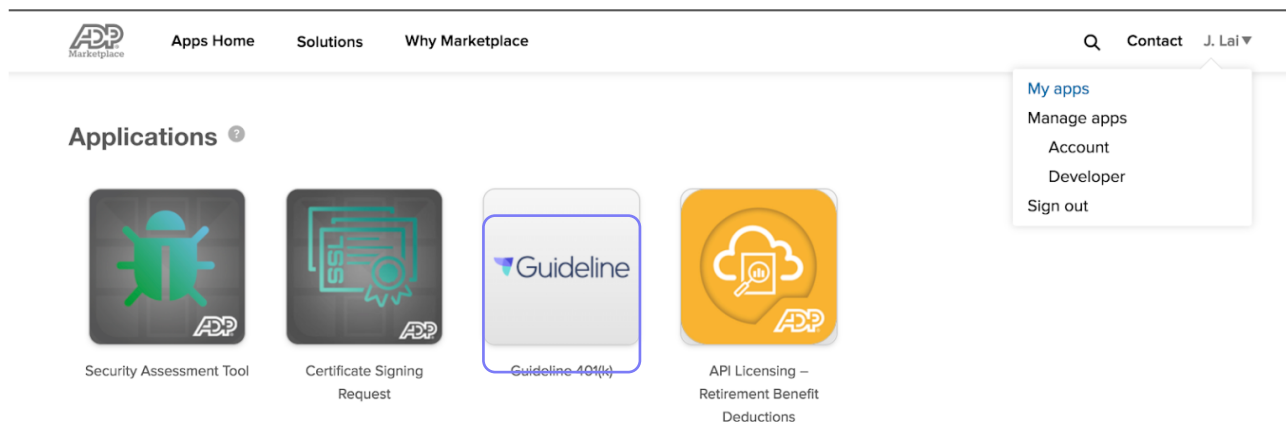 ADP
Marketplace
Apps Home
Solutions
Why Marketplace
Contact
J. Lai▼
My apps
Manage apps
Account
Developer
Sign out
Applications ?
ADP
SSL
ADP
Guideline
ADP
Security Assessment Tool
Certificate Signing
Request
Guideline 401(k)
API Licensing –
Retirement Benefit
Deductions